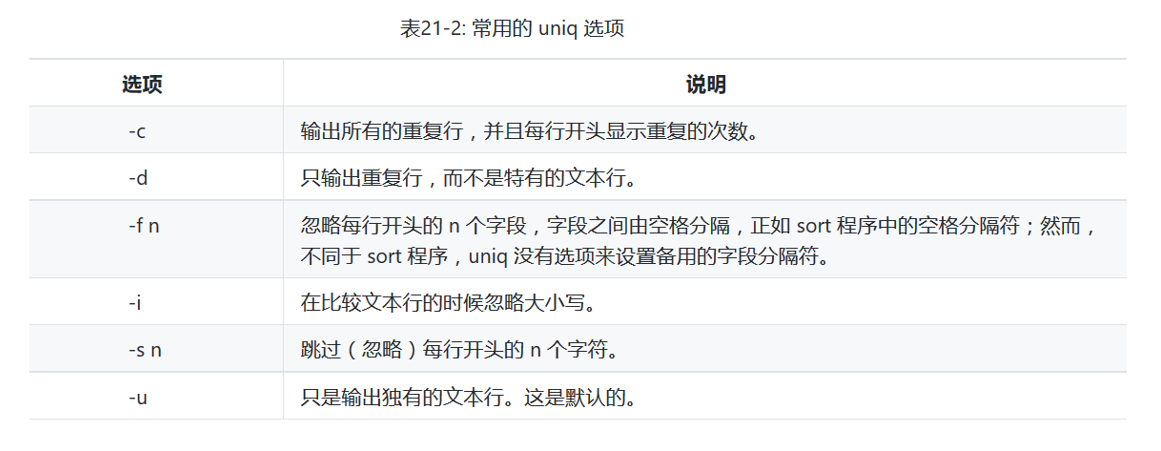 表21-2: 常用的 uniq 选项
选项 说明
-c 输出所有的重复行，并且每行开头显示重复的次数。
-d 只输出重复行，而不是特有的文本行。
-f n 忽略每行开头的 n 个字段，字段之间由空格分隔，正如 sort 程序中的空格分隔符；然而，
不同于 sort 程序，uniq 没有选项来设置备用的字段分隔符。
-i 在比较文本行的时候忽略大小写。
-s n 跳过（忽略）每行开头的 n 个字符。
-u 只是输出独有的文本行。这是默认的。